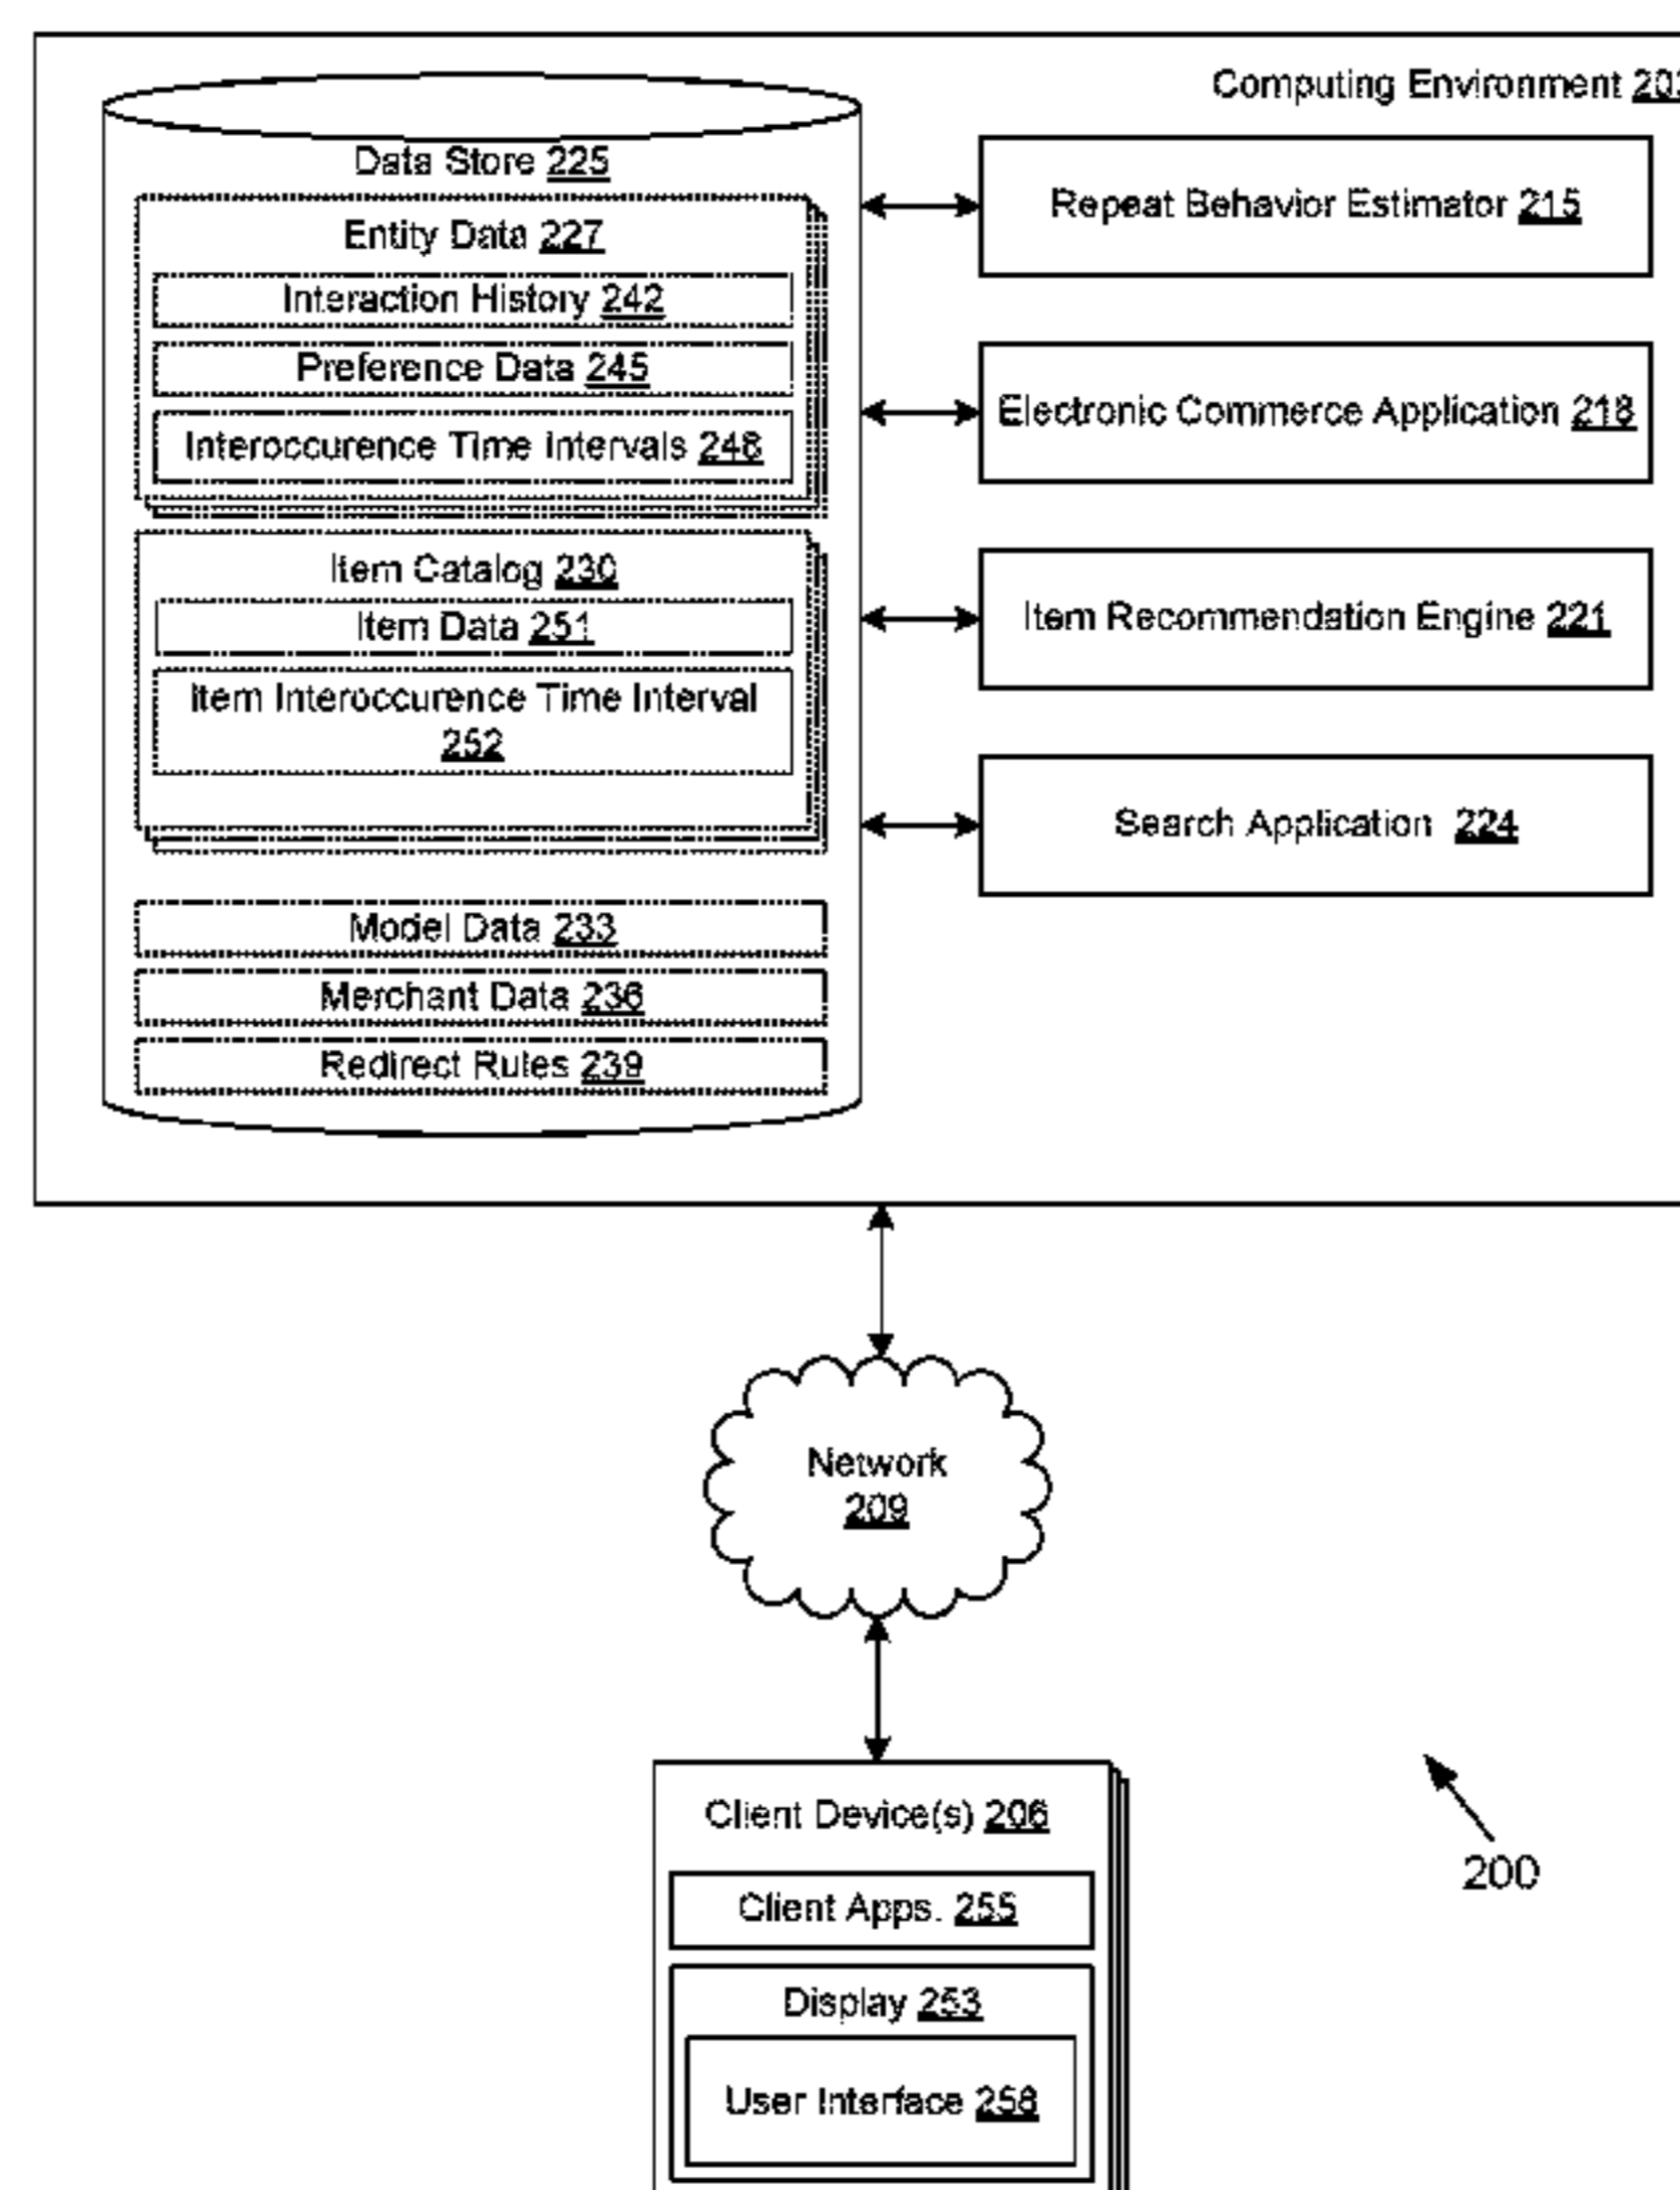 Computing Environment 203
Data Store 225
Entity Data 227
Interaction History 242
Preference Data 245
Interoccurence Time Intervals 248
Item Catalog 230
Item Data 251
Item Interoccurence Time Interval
252
Model Data 233
Merchant Data 236
Redirect Rules 239
Repeat Behavior Estimator 215
Electronic Commerce Application 218
Item Recommendation Engine 221
Search Application 224
Network
209
Client Device(s) 206
Client Apps. 255
Display 253
User Interface 258
200